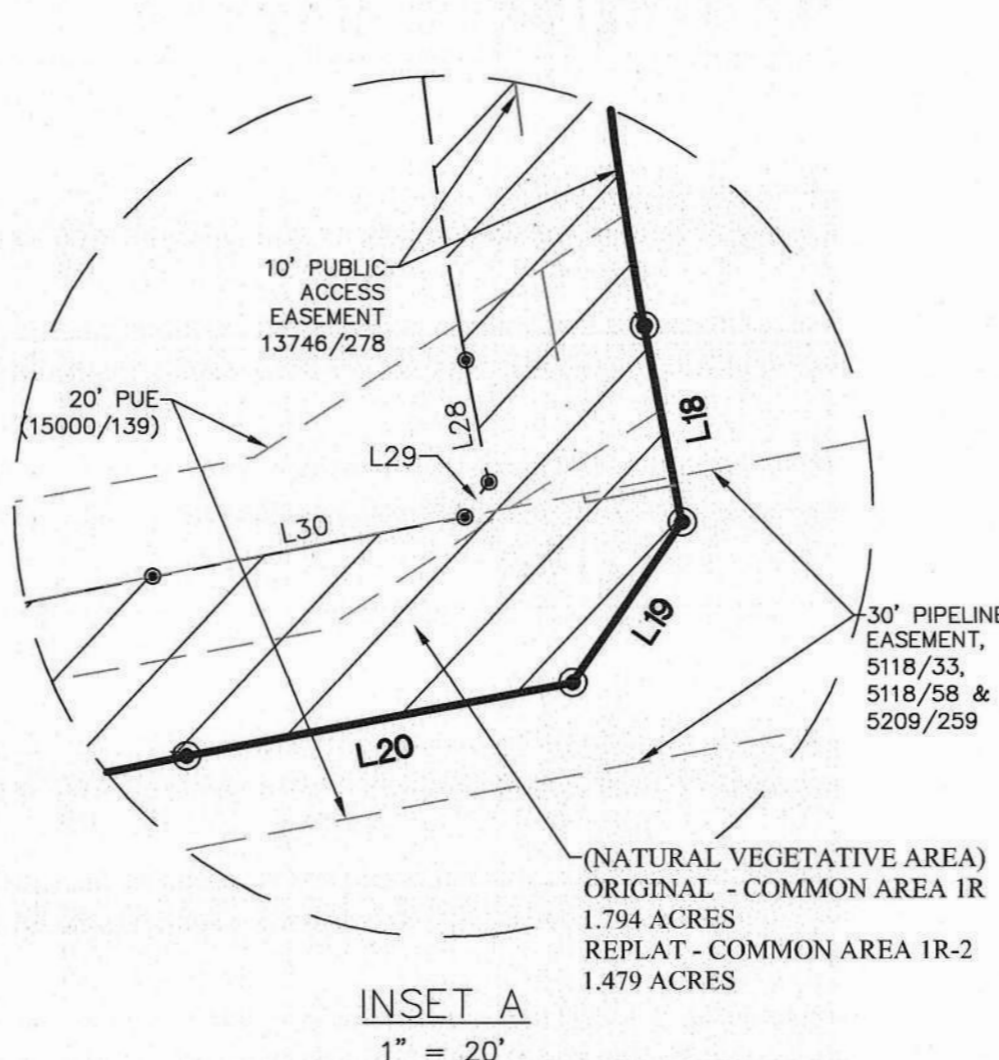 10' PUBLIC
ACCESS
EASEMENT
13746/278
20' PUE
(15000/139)
L28
L18
L29
L30
L19
L20
30' PIPELINE
EASEMENT,
5118/33,
5118/58 &
5209/259
(NATURAL VEGETATIVE AREA)
ORIGINAL - COMMON AREA 1R
1.794 ACRES
REPLAT - COMMON AREA 1R-2
1.479 ACRES
INSET A
1" = 20'